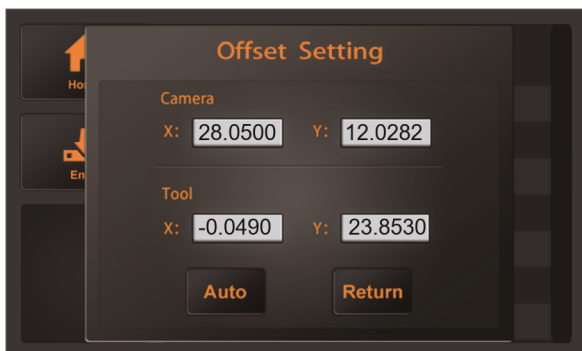 Offset Setting
Camera
X: 28.0500 Y: 12.0282
Tool
X: -0.0490 Y: 23.8530
Auto Return